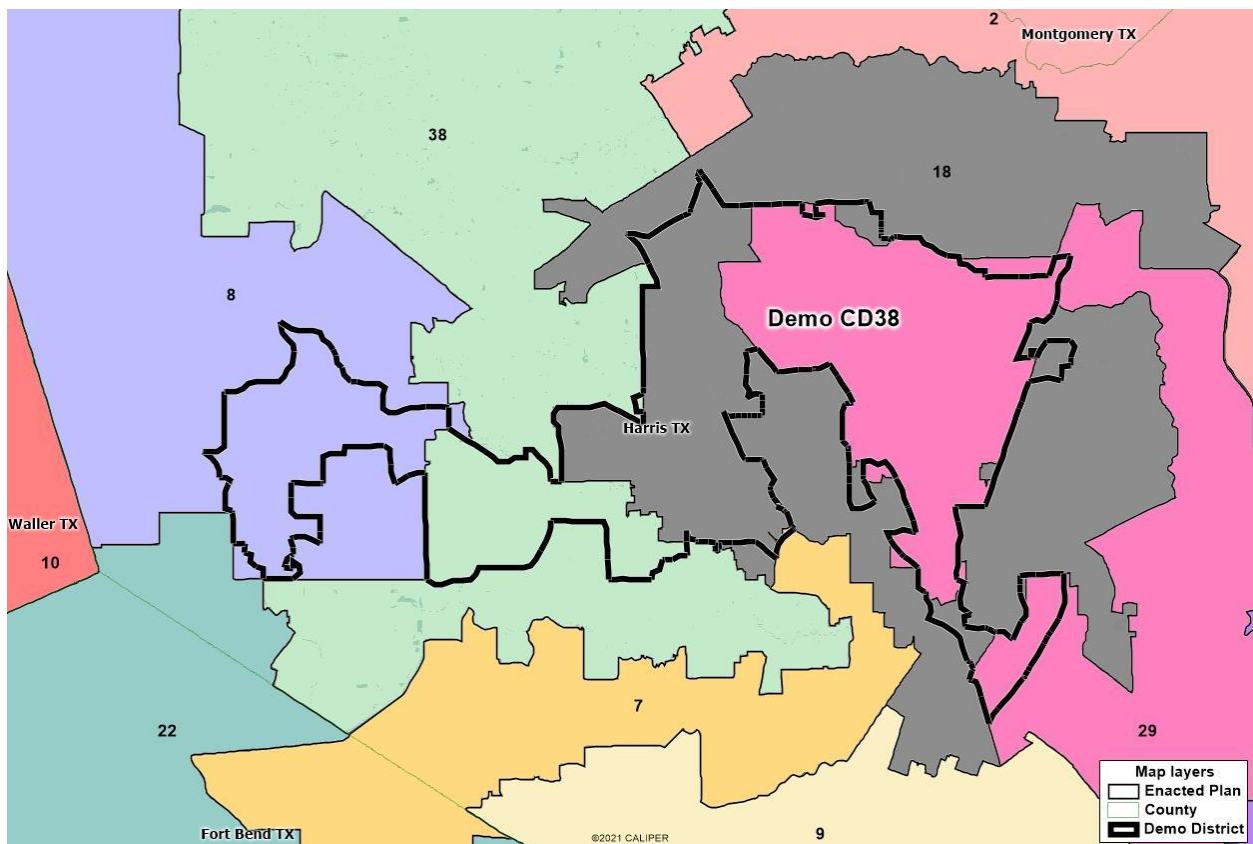 2
Montgomery TX
38
18
8
Demo CD38
Harris TX
Waller TX
10
7
22
29
Map layers
Enacted Plan
County
Demo District
Fort Bend TX
©2021 CALIPER
9